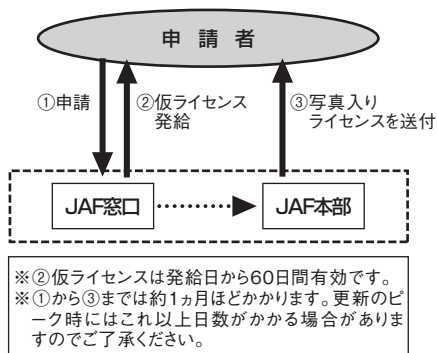 申請者
①申請
②仮ライセンス
発給
③写真入り
ライセンスを送付
JAF窓口
JAF本部
※②仮ライセンスは発給日から60日間有効です。
※①から③までは約1ヵ月ほどかかります。更新のピ
ーク時にはこれ以上日数がかかる場合がありま
すのでご了承ください。